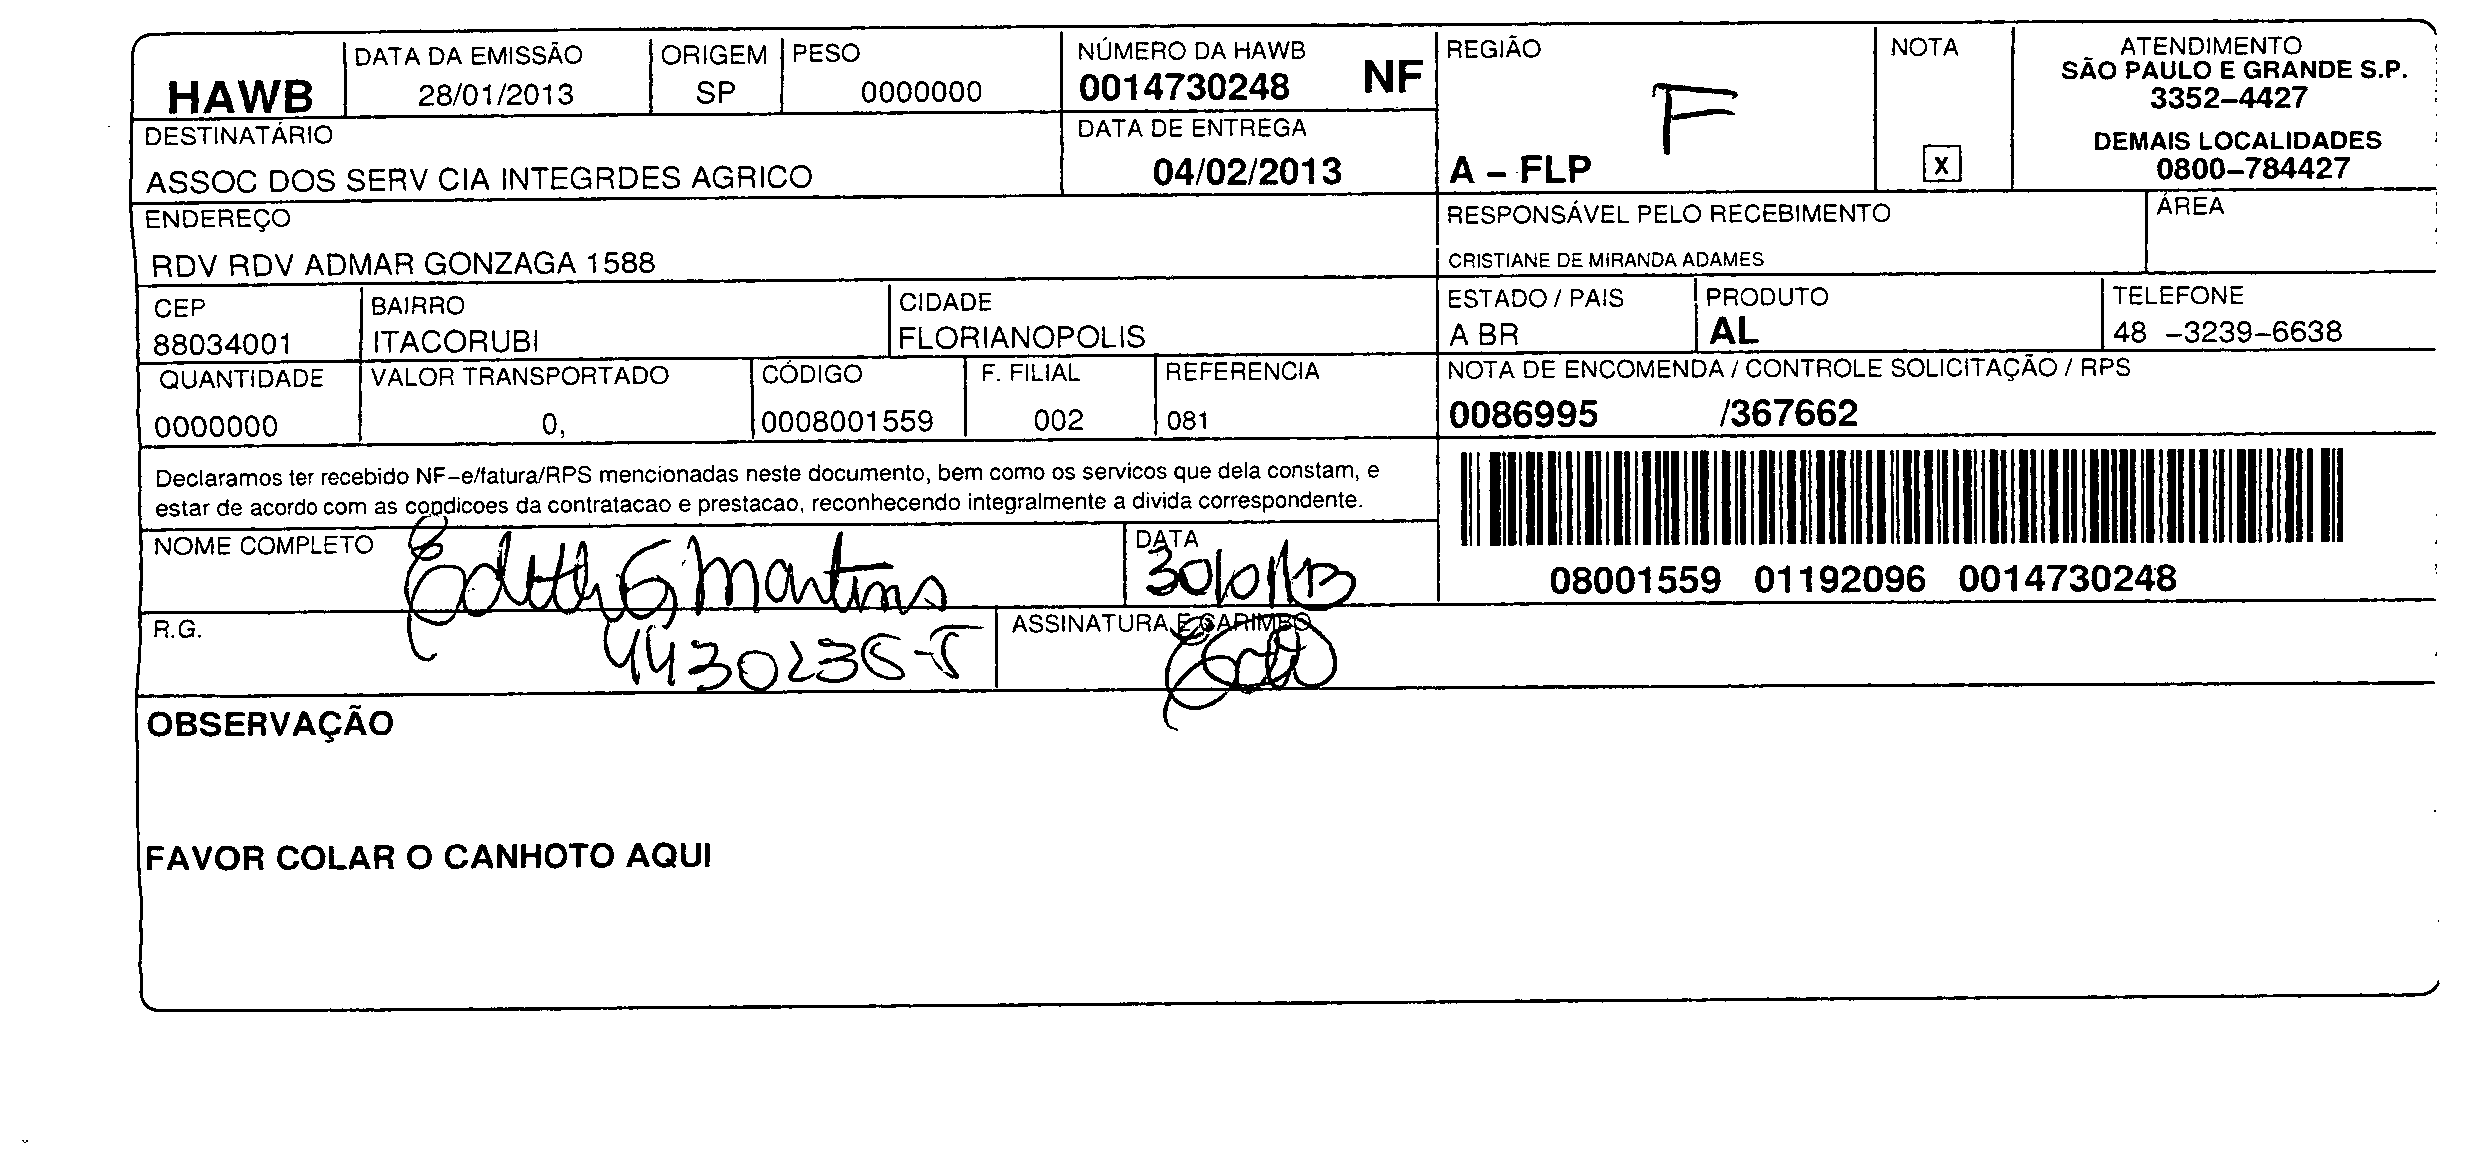 HAWB
DATA DA EMISSÃO
28/01/2013
ORIGEM
SP
PESO
0000000
NÚMERO DA HAWB
0014730248 NF
REGIÃO
F
A – FLP
NOTA
X
ATENDIMENTO
SÃO PAULO E GRANDE S.P.
3352–4427
DEMAIS LOCALIDADES
0800–784427
DESTINATÁRIO
ASSOC DOS SERV CIA INTEGRDES AGRICO
DATA DE ENTREGA
04/02/2013
ENDEREÇO
RDV RDV ADMAR GONZAGA 1588
RESPONSÁVEL PELO RECEBIMENTO
CRISTIANE DE MIRANDA ADAMES
ÁREA
CEP
88034001
BAIRRO
ITACORUBI
CIDADE
FLORIANOPOLIS
ESTADO / PAIS
A BR
PRODUTO
AL
TELEFONE
48 –3239–6638
QUANTIDADE
0000000
VALOR TRANSPORTADO
0,
CÓDIGO
0008001559
F. FILIAL
002
REFERENCIA
081
NOTA DE ENCOMENDA / CONTROLE SOLICITAÇÃO / RPS
0086995 /367662
Declaramos ter recebido NF–e/fatura/RPS mencionadas neste documento, bem como os servicos que dela constam, e
estar de acordo com as condicoes da contratacao e prestacao, reconhecendo integralmente a divida correspondente.
08001559 01192096 0014730248
NOME COMPLETO
Edith G Martins
DATA
30/01/13
R.G.
4430236-5
ASSINATURA E CARIMBO
OBSERVAÇÃO
FAVOR COLAR O CANHOTO AQUI